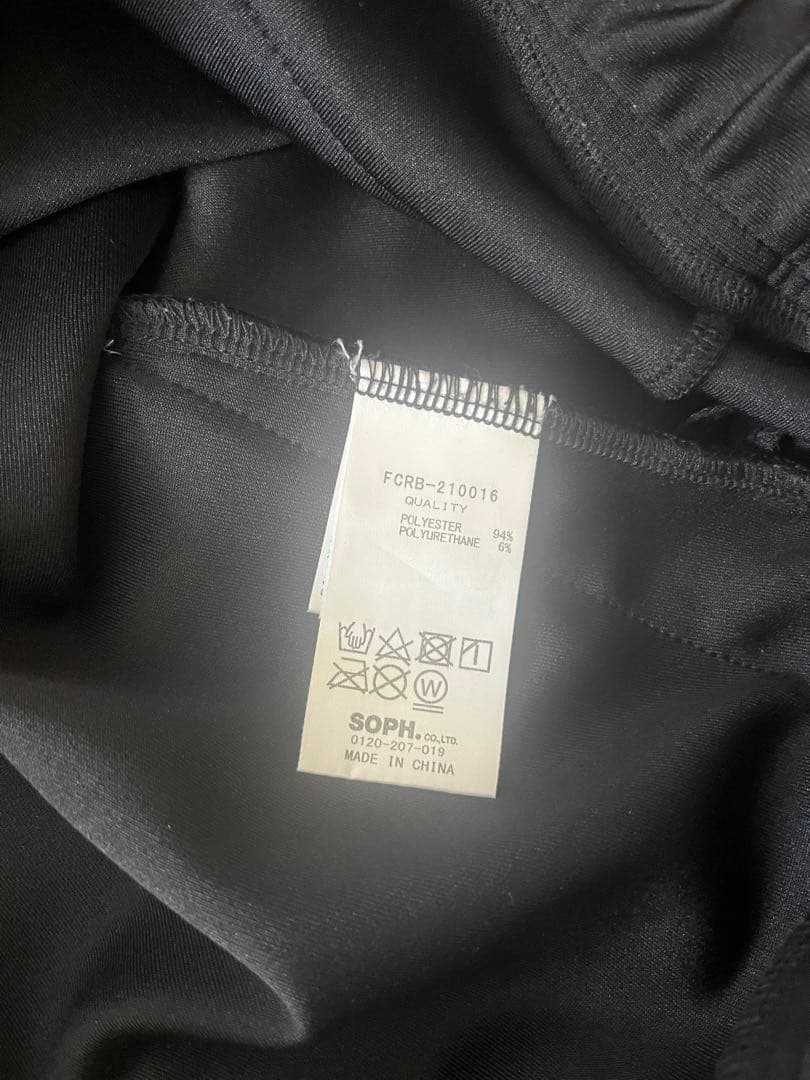 FCRB-210016
QUALITY
POLYESTER 94%
POLYURETHANE 6%
W
SOPH. CO.,LTD.
0120-207-019
MADE IN CHINA